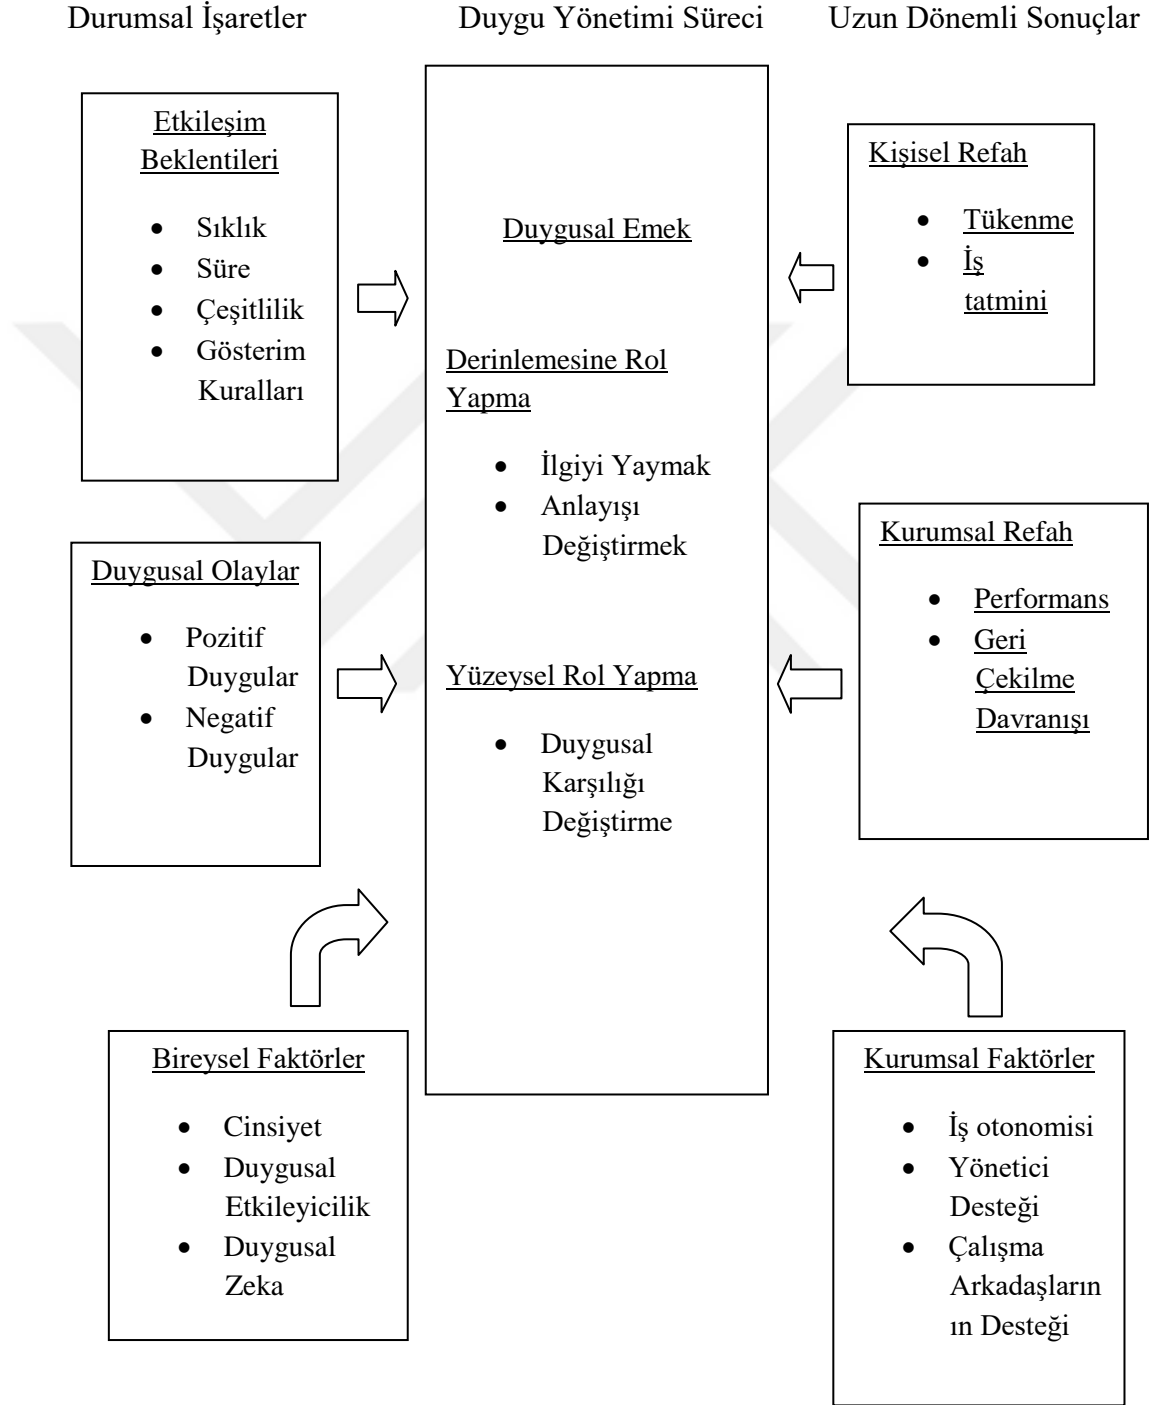 Durumsal İşaretler
Duygu Yönetimi Süreci
Uzun Dönemli Sonuçlar
Etkileşim
Beklentileri
• Sıklık
• Süre
• Çeşitlilik
• Gösterim
Kuralları
Duygusal Olaylar
• Pozitif
Duygular
• Negatif
Duygular
Bireysel Faktörler
• Cinsiyet
• Duygusal
Etkileyicilik
• Duygusal
Zeka
Duygusal Emek
Derinlemesine Rol
Yapma
• İlgiyi Yaymak
• Anlayışı
Değiştirmek
Yüzeysel Rol Yapma
• Duygusal
Karşılığı
Değiştirme
Kişisel Refah
• Tükenme
• İş
tatmini
Kurumsal Refah
• Performans
• Geri
Çekilme
Davranışı
Kurumsal Faktörler
• İş otonomisi
• Yönetici
Desteği
• Çalışma
Arkadaşların
ın Desteği